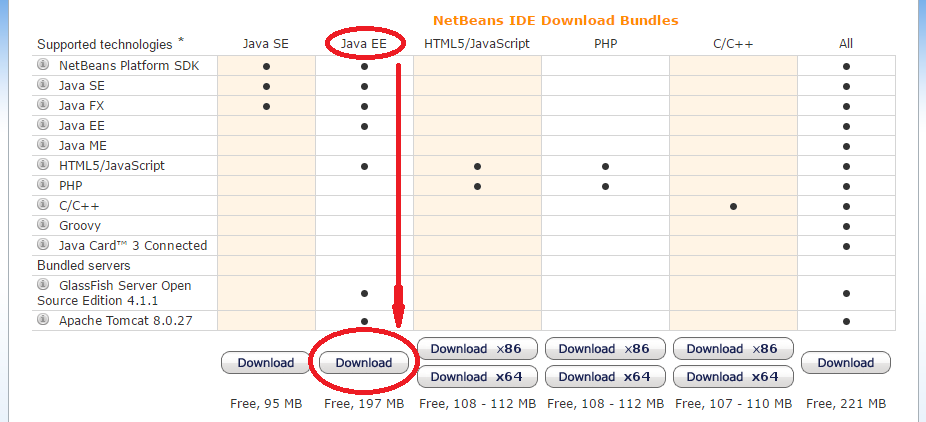 NetBeans IDE Download Bundles
Supported technologies * Java SE Java EE HTML5/JavaScript PHP C/C++ All
NetBeans Platform SDK
Java SE
Java FX
Java EE
Java ME
HTML5/JavaScript
PHP
C/C++
Groovy
Java Card™ 3 Connected
Bundled servers
GlassFish Server Open
Source Edition 4.1.1
Apache Tomcat 8.0.27
Download Download Download x86 Download x86 Download x86 Download
Download x64 Download x64 Download x64
Free, 95 MB Free, 197 MB Free, 108 - 112 MB Free, 108 - 112 MB Free, 107 - 110 MB Free, 221 MB